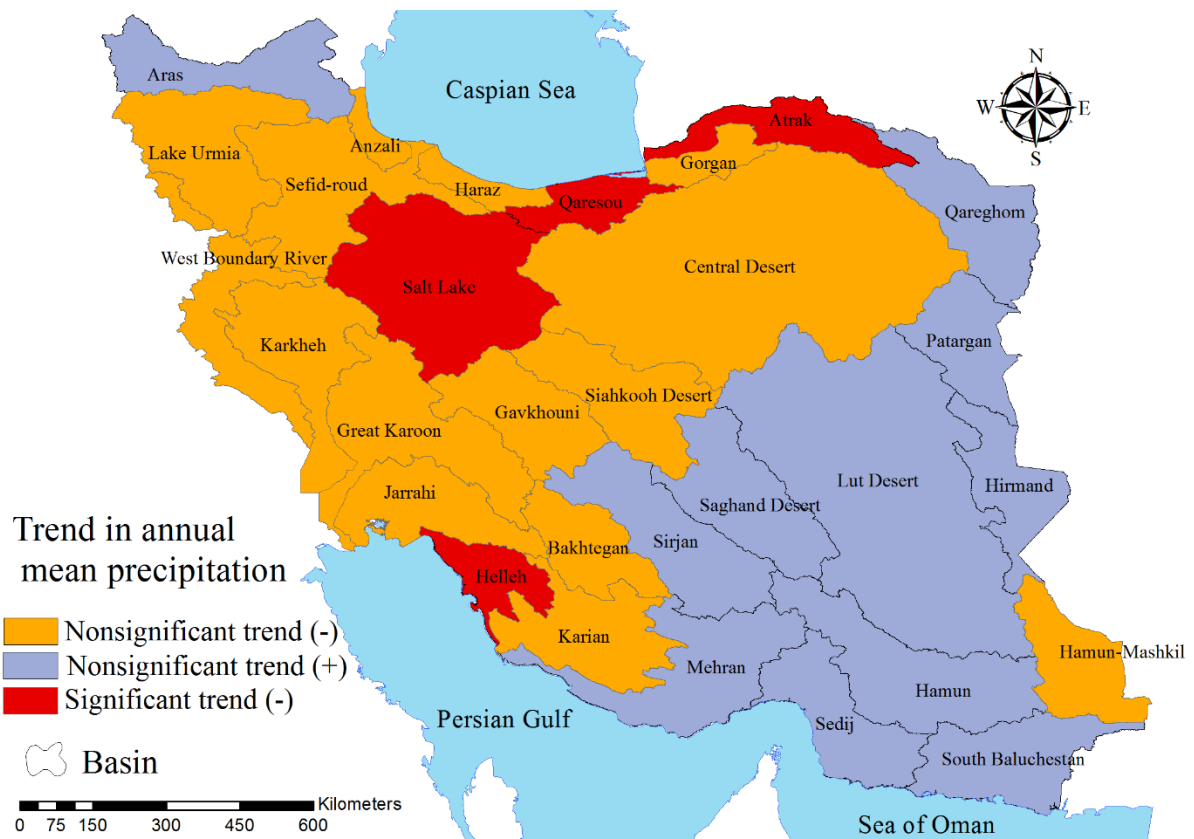 N
W E
S
Caspian Sea
Aras
Atrak
Anzali
Lake Urmia
Gorgan
Sefid-roud
Haraz
Qaresou
Qareghom
West Boundary River
Central Desert
Salt Lake
Patargan
Karkheh
Siahkooh Desert
Gavkhouni
Great Karoon
Lut Desert
Hirmand
Jarrahi
Saghand Desert
Sirjan
Bakhtegan
Helleh
Karian
Hamun-Mashkil
Mehran
Hamun
Persian Gulf
Sedij
South Baluchestan
Sea of Oman
Trend in annual
mean precipitation
Nonsignificant trend (-)
Nonsignificant trend (+)
Significant trend (-)
Basin
Kilometers
0 75 150 300 450 600